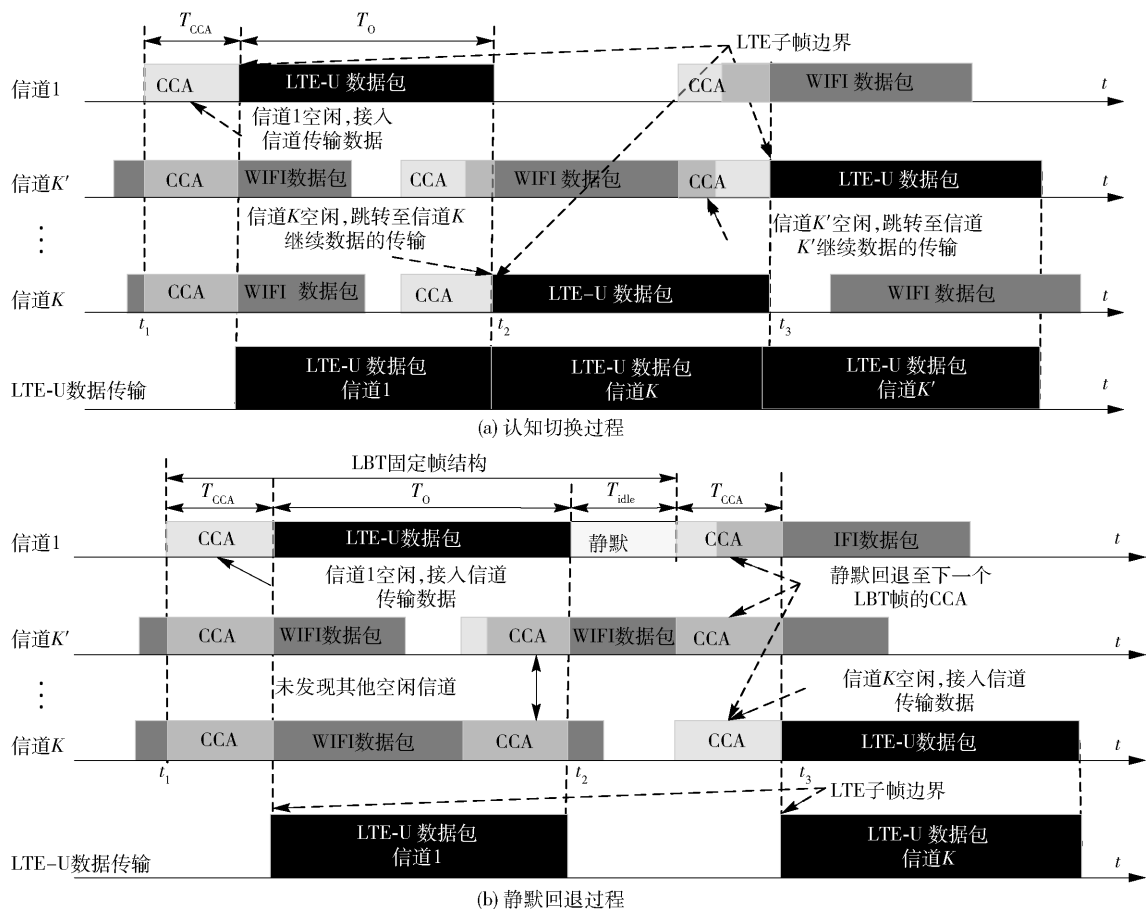 T_CCA T_O
LTE子帧边界
信道1 CCA LTE-U 数据包 CCA WIFI 数据包 t
信道1空闲,接入
信道传输数据
信道K′ CCA WIFI数据包 CCA WIFI 数据包 CCA LTE-U 数据包 t
信道K空闲,跳转至信道K
继续数据的传输
信道K′空闲,跳转至信道
K′继续数据的传输
⋮
信道K CCA WIFI 数据包 CCA LTE-U 数据包 WIFI 数据包 t
t1 t2 t3
LTE-U数据传输 LTE-U 数据包 LTE-U 数据包 LTE-U 数据包 t
信道1 信道K 信道K′
(a) 认知切换过程
LBT固定帧结构
T_CCA T_O T_idle T_CCA
信道1 CCA LTE-U数据包 静默 CCA IFI数据包 t
信道1空闲,接入信道
传输数据
静默回退至下一个
LBT帧的CCA
信道K′ CCA WIFI数据包 CCA WIFI数据包 CCA t
未发现其他空闲信道
信道K空闲,接入信道
传输数据
⋮
信道K CCA WIFI数据包 CCA CCA LTE-U数据包 t
t1 t2 t3
LTE子帧边界
LTE-U数据传输 LTE-U 数据包 LTE-U 数据包 t
信道1 信道K
(b) 静默回退过程